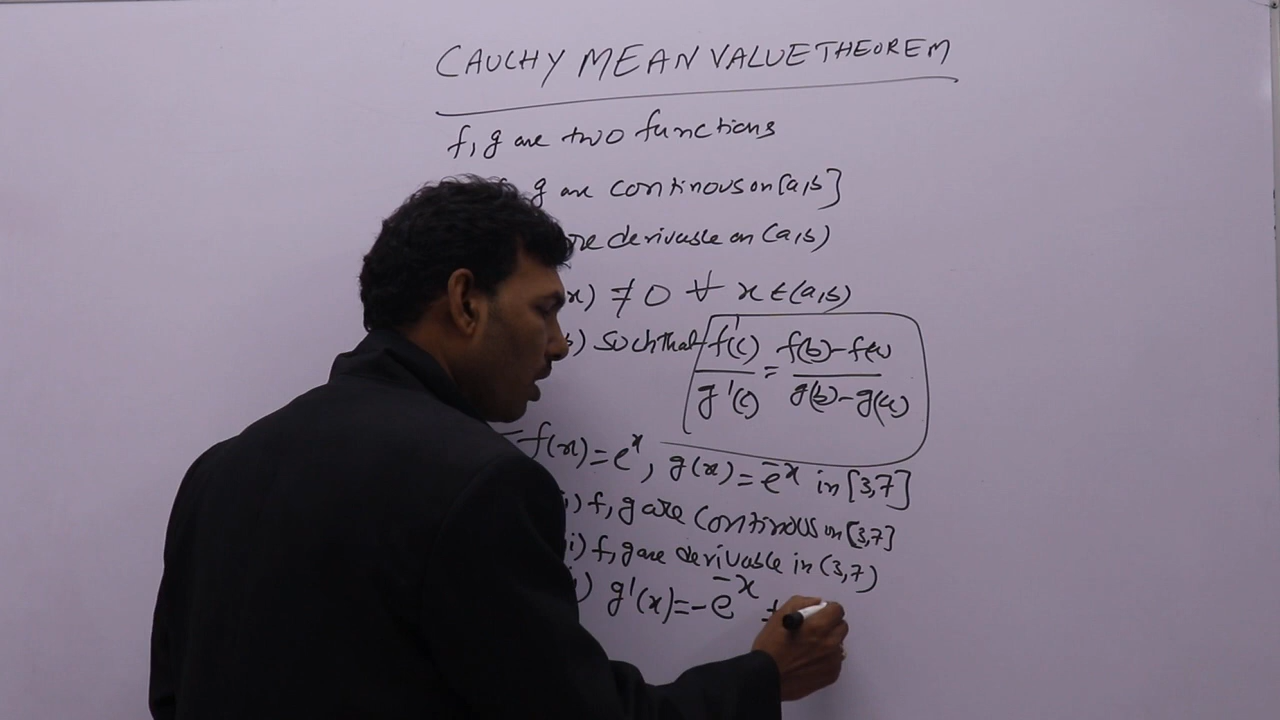 CAUCHY MEAN VALUE THEOREM
f, g are two functions
g are continous on [a,b]
re derivable on (a,b)
x) ≠ 0 ∀ x ∈ (a,b)
) such that f'(c)/g'(c) = f(b)-f(a)/g(b)-g(a)
f(x) = e^x, g(x) = e^-x in [3,7]
i) f, g are continous on [3,7]
i) f, g are derivable in (3,7)
) g'(x) = -e^-x